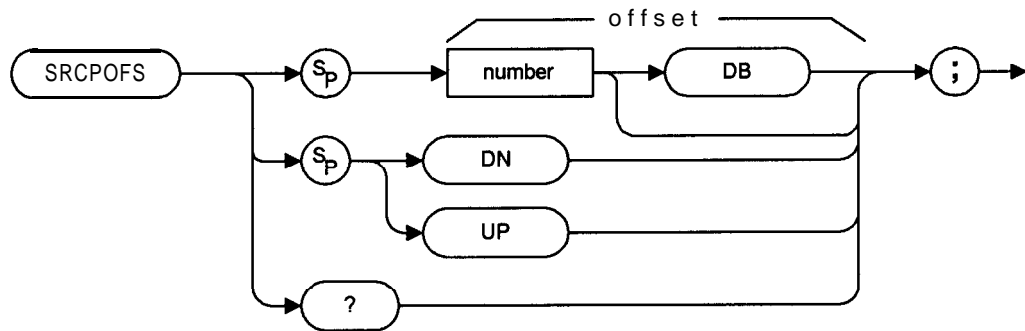 offset
SRCPOFS SP number DB ;
SP DN
UP
?